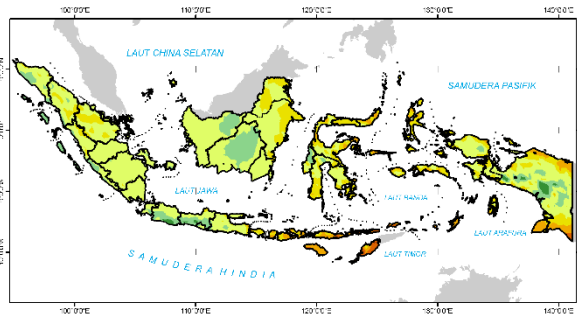 100°0'0"E 110°0'0"E 120°0'0"E 130°0'0"E 140°0'0"E
LAUT CHINA SELATAN
SAMUDERA PASIFIK
LAUT JAWA
LAUT BANDA
LAUT ARAFURA
LAUT TIMOR
SAMUDERA HINDIA
100°0'0"E 110°0'0"E 120°0'0"E 130°0'0"E 140°0'0"E